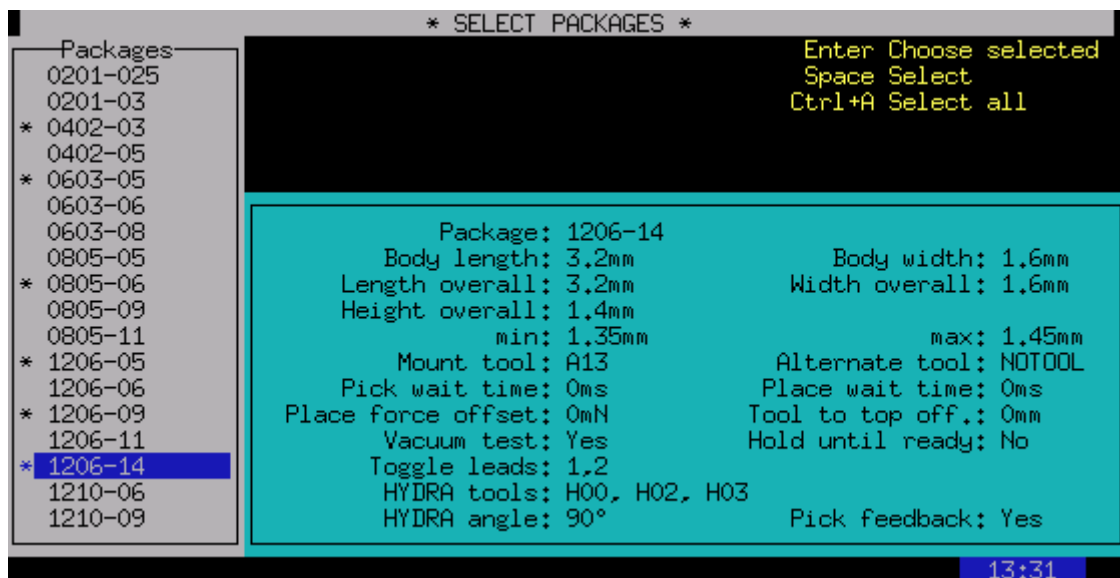 * SELECT PACKAGES *
Packages
0201-025
0201-03
* 0402-03
0402-05
* 0603-05
0603-06
0603-08
0805-05
* 0805-06
0805-09
0805-11
* 1206-05
1206-06
* 1206-09
1206-11
* 1206-14
1210-06
1210-09
Enter Choose selected
Space Select
Ctrl+A Select all
Package: 1206-14
Body length: 3.2mm Body width: 1.6mm
Length overall: 3.2mm Width overall: 1.6mm
Height overall: 1.4mm
min: 1.35mm max: 1.45mm
Mount tool: A13 Alternate tool: NOTOOL
Pick wait time: 0ms Place wait time: 0ms
Place force offset: 0mN Tool to top off.: 0mm
Vacuum test: Yes Hold until ready: No
Toggle leads: 1,2
HYDRA tools: H00, H02, H03
HYDRA angle: 90° Pick feedback: Yes
13:31